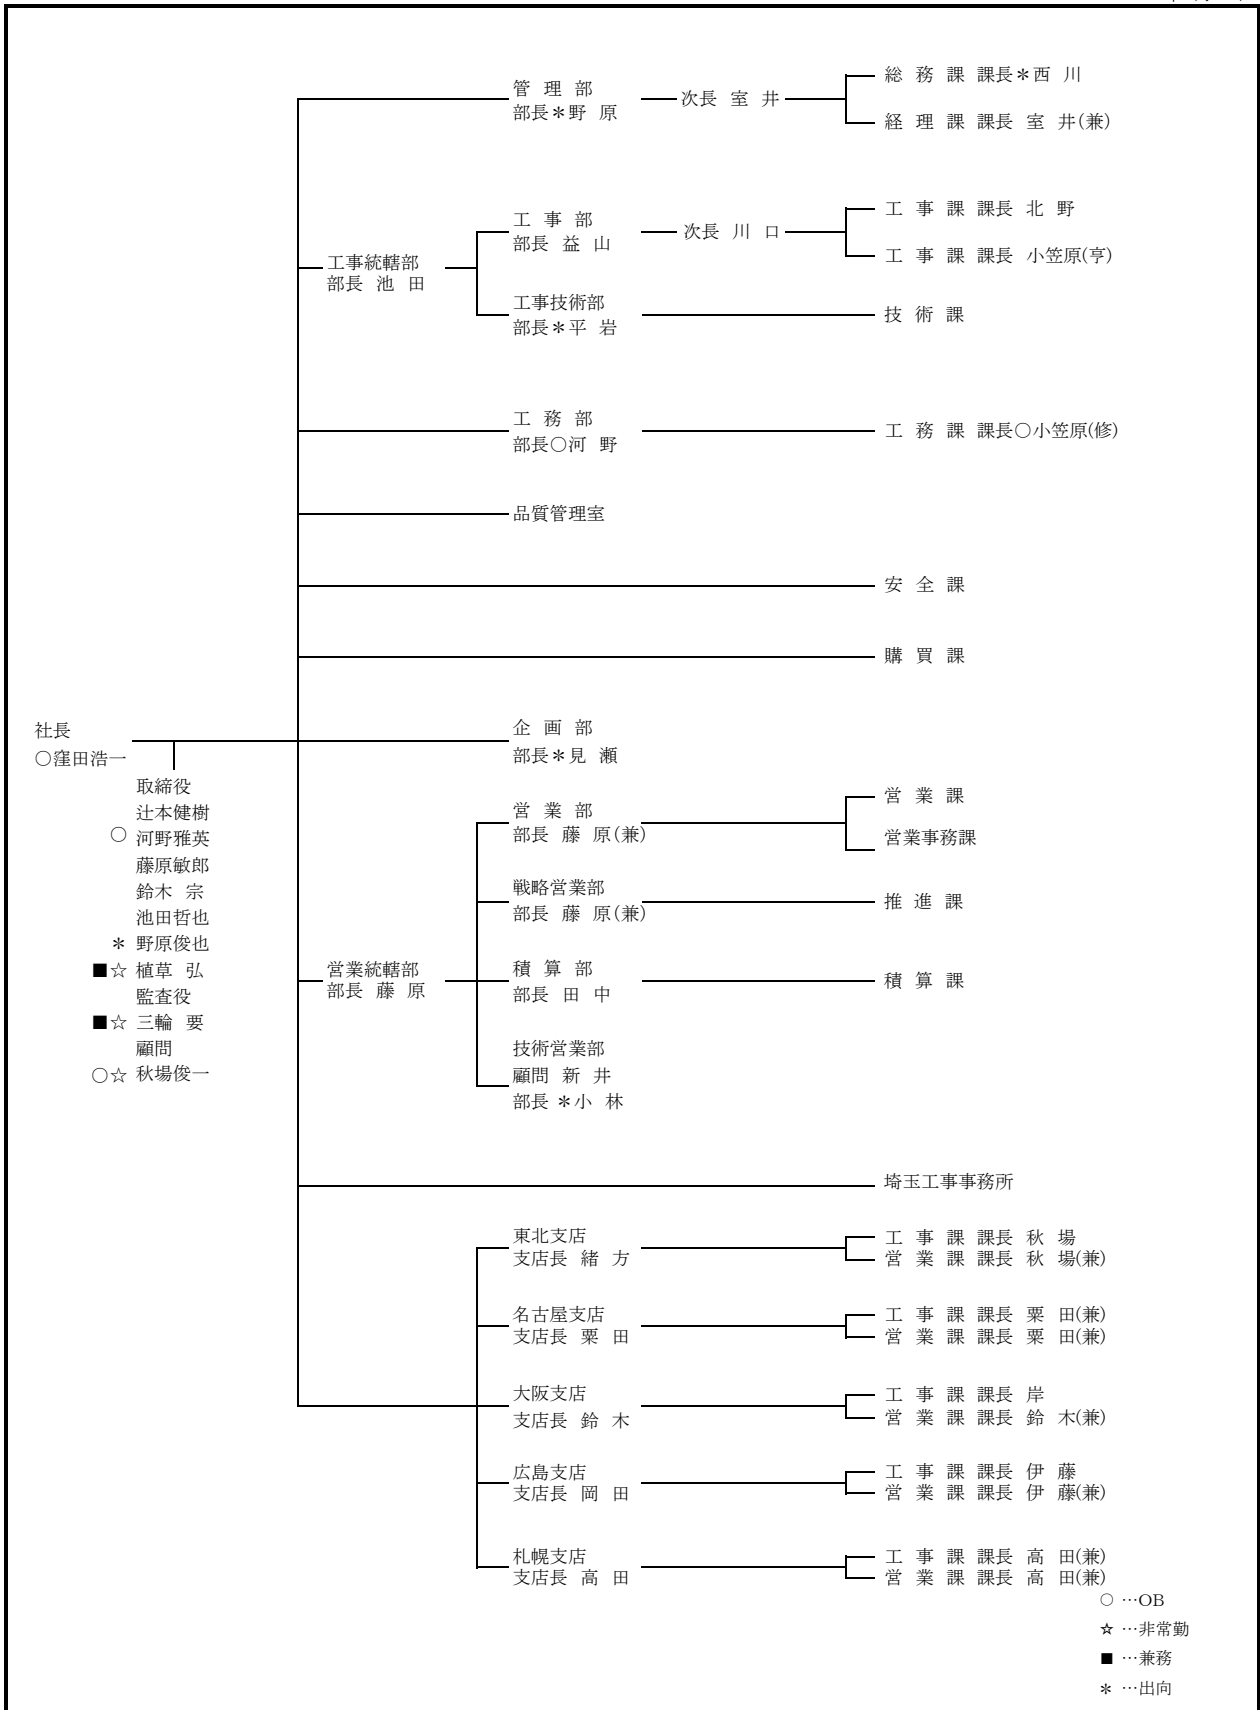 管 理 部
部長＊野 原
次長 室 井
総 務 課 課長＊西 川
経 理 課 課長 室 井(兼)
工事統轄部
部長 池 田
工 事 部
部長 益 山
次長 川 口
工 事 課 課長 北 野
工 事 課 課長 小笠原(亨)
工事技術部
部長＊平 岩
技 術 課
工 務 部
部長○河 野
工 務 課 課長○小笠原(修)
品質管理室
安 全 課
購 買 課
社長
○窪田浩一
取締役
辻本健樹
○ 河野雅英
藤原敏郎
鈴木 宗
池田哲也
＊ 野原俊也
■☆ 植草 弘
監査役
■☆ 三輪 要
顧問
○☆ 秋場俊一
企 画 部
部長＊見 瀬
営業統轄部
部長 藤 原
営 業 部
部長 藤 原(兼)
営 業 課
営業事務課
戦略営業部
部長 藤 原(兼)
推 進 課
積 算 部
部長 田 中
積 算 課
技術営業部
顧問 新 井
部長 ＊小 林
埼玉工事事務所
東北支店
支店長 緒 方
工 事 課 課長 秋 場
営 業 課 課長 秋 場(兼)
名古屋支店
支店長 栗 田
工 事 課 課長 栗 田(兼)
営 業 課 課長 栗 田(兼)
大阪支店
支店長 鈴 木
工 事 課 課長 岸
営 業 課 課長 鈴 木(兼)
広島支店
支店長 岡 田
工 事 課 課長 伊 藤
営 業 課 課長 伊 藤(兼)
札幌支店
支店長 高 田
工 事 課 課長 高 田(兼)
営 業 課 課長 高 田(兼)
○ …OB
☆ …非常勤
■ …兼務
＊ …出向